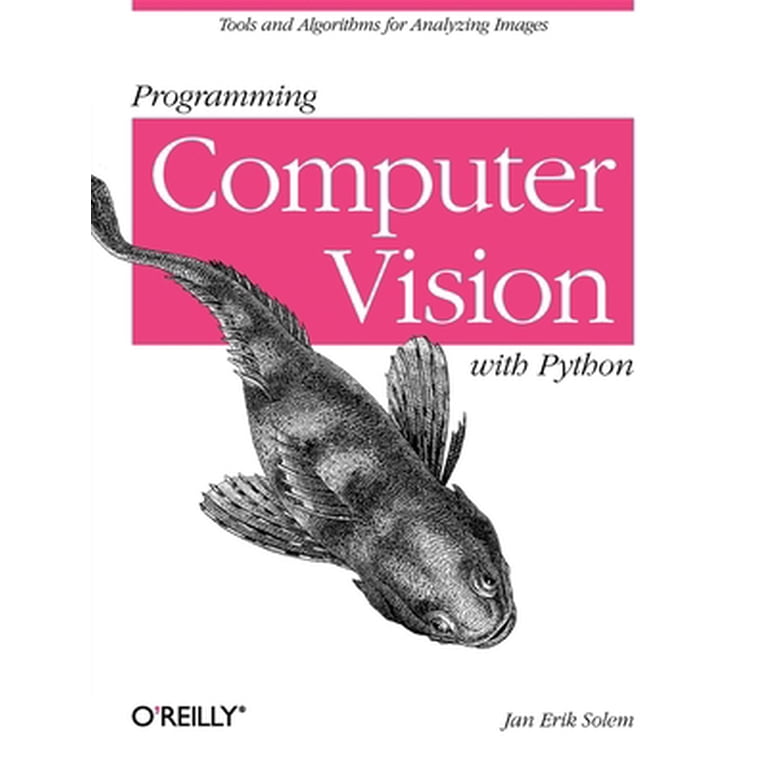 Tools and Algorithms for Analyzing Images
Programming
Computer
Vision
with Python
O'REILLY®
Jan Erik Solem